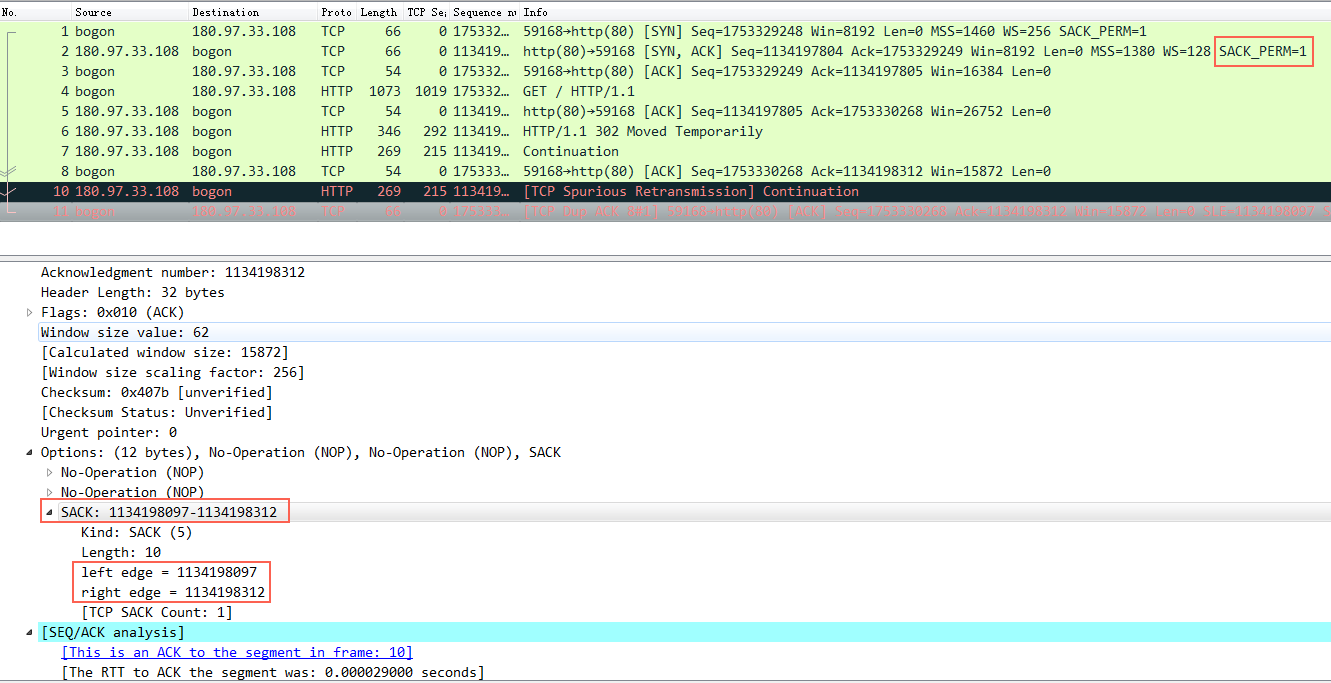 No. Source Destination Proto Length TCP Se; Sequence nu Info
1 bogon 180.97.33.108 TCP 66 0 175332… 59168→http(80) [SYN] Seq=1753329248 Win=8192 Len=0 MSS=1460 WS=256 SACK_PERM=1
2 180.97.33.108 bogon TCP 66 0 113419… http(80)→59168 [SYN, ACK] Seq=1134197804 Ack=1753329249 Win=8192 Len=0 MSS=1380 WS=128 SACK_PERM=1
3 bogon 180.97.33.108 TCP 54 0 175332… 59168→http(80) [ACK] Seq=1753329249 Ack=1134197805 Win=16384 Len=0
4 bogon 180.97.33.108 HTTP 1073 1019 175332… GET / HTTP/1.1
5 180.97.33.108 bogon TCP 54 0 113419… http(80)→59168 [ACK] Seq=1134197805 Ack=1753330268 Win=26752 Len=0
6 180.97.33.108 bogon HTTP 346 292 113419… HTTP/1.1 302 Moved Temporarily
7 180.97.33.108 bogon HTTP 269 215 113419… Continuation
8 bogon 180.97.33.108 TCP 54 0 175333… 59168→http(80) [ACK] Seq=1753330268 Ack=1134198312 Win=15872 Len=0
10 180.97.33.108 bogon HTTP 269 215 113419… [TCP Spurious Retransmission] Continuation
11 bogon 180.97.33.108 TCP 66 0 175333… [TCP Dup ACK 8#1] 59168→http(80) [ACK] Seq=1753330268 Ack=1134198312 Win=15872 Len=0 SLE=1134198097 S
Acknowledgment number: 1134198312
Header Length: 32 bytes
Flags: 0x010 (ACK)
Window size value: 62
[Calculated window size: 15872]
[Window size scaling factor: 256]
Checksum: 0x407b [unverified]
[Checksum Status: Unverified]
Urgent pointer: 0
Options: (12 bytes), No-Operation (NOP), No-Operation (NOP), SACK
No-Operation (NOP)
No-Operation (NOP)
SACK: 1134198097-1134198312
Kind: SACK (5)
Length: 10
left edge = 1134198097
right edge = 1134198312
[TCP SACK Count: 1]
[SEQ/ACK analysis]
[This is an ACK to the segment in frame: 10]
[The RTT to ACK the segment was: 0.000029000 seconds]